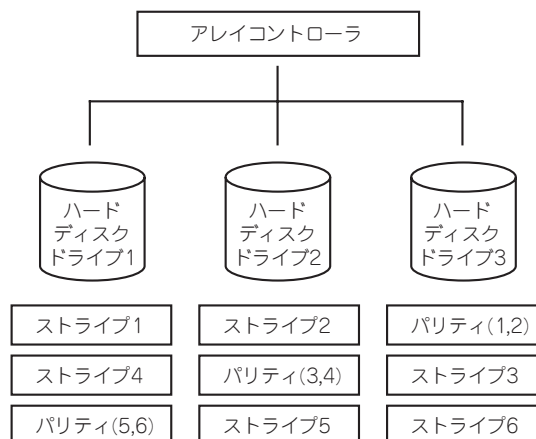 アレイコントローラ
ハード
ディスク
ドライブ1
ハード
ディスク
ドライブ2
ハード
ディスク
ドライブ3
ストライプ1
ストライプ2
パリティ(1,2)
ストライプ4
パリティ(3,4)
ストライプ3
パリティ(5,6)
ストライプ5
ストライプ6